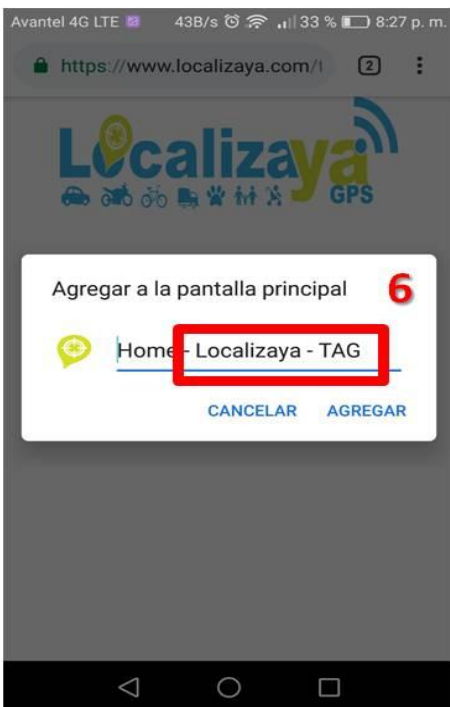 Avantel 4G LTE 43B/s 33 % 8:27 p. m.
https://www.localizaya.com/t 2
Localizaya
GPS
Agregar a la pantalla principal 6
Home - Localizaya - TAG
CANCELAR AGREGAR